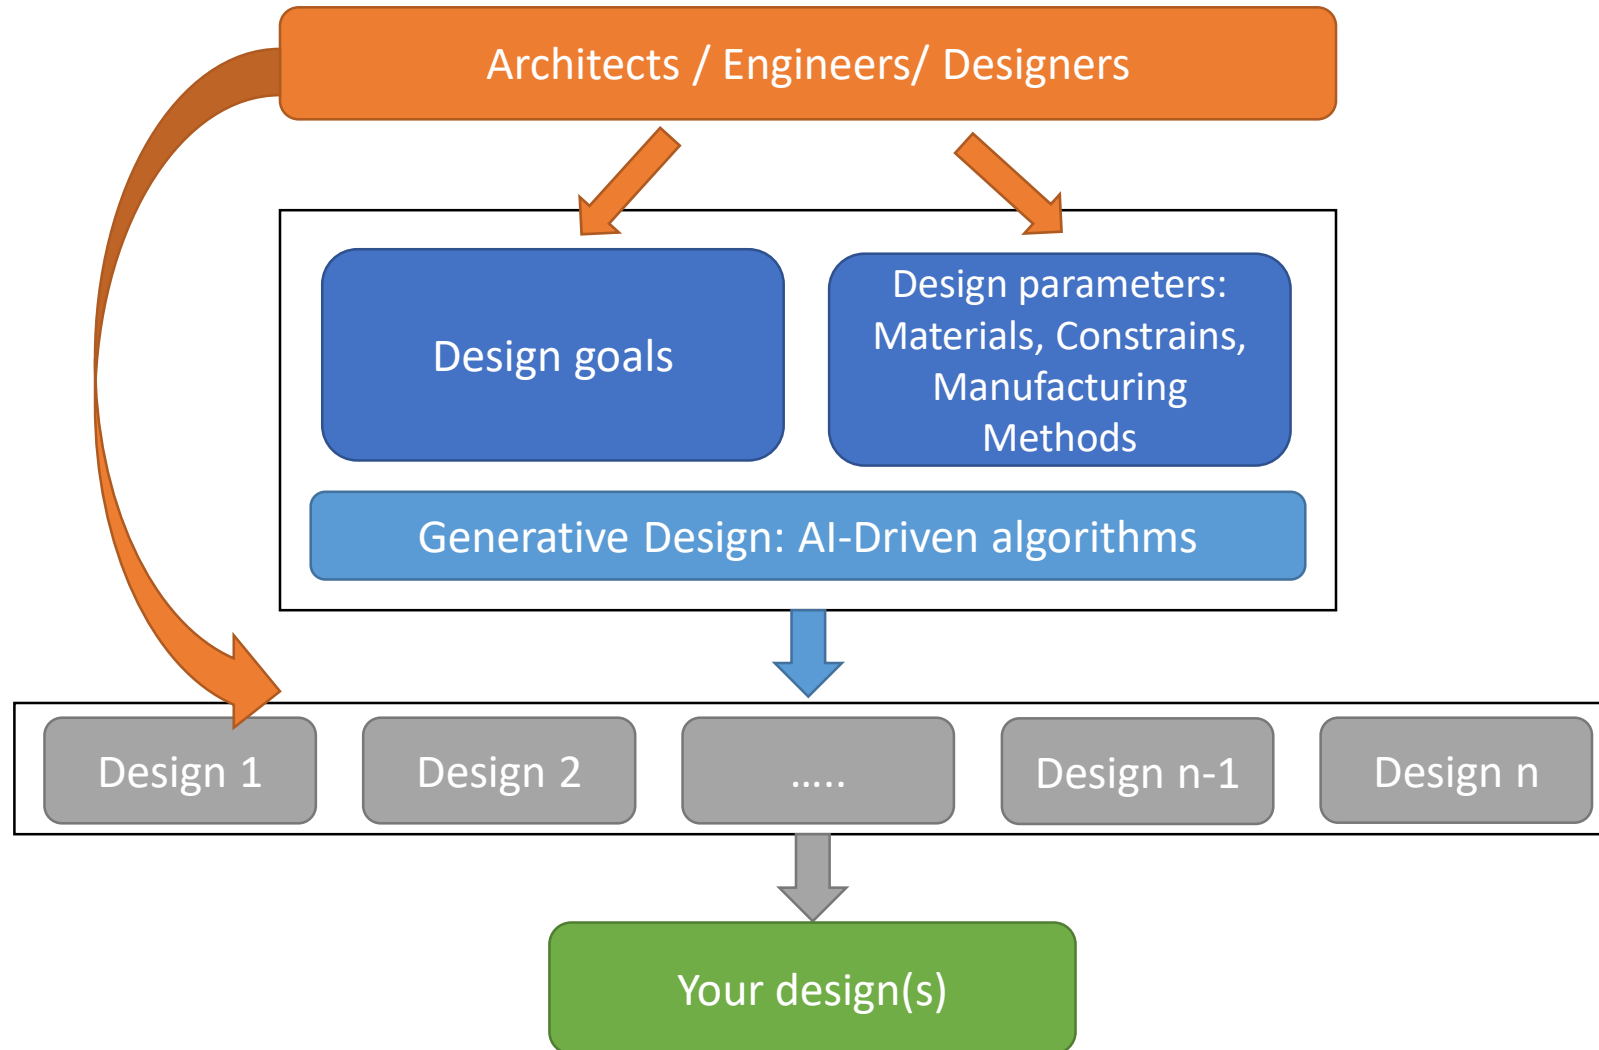 Architects / Engineers/ Designers
Design goals
Design parameters:
Materials, Constrains,
Manufacturing
Methods
Generative Design: AI-Driven algorithms
Design 1
Design 2
.....
Design n-1
Design n
Your design(s)